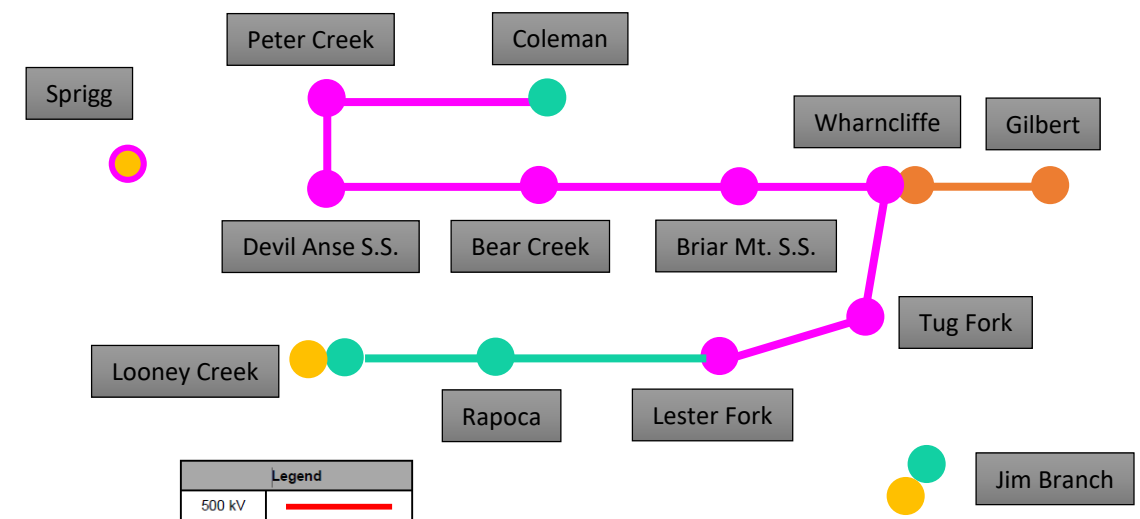 Peter Creek
Coleman
Sprigg
Wharncliffe
Gilbert
Devil Anse S.S.
Bear Creek
Briar Mt. S.S.
Tug Fork
Looney Creek
Rapoca
Lester Fork
Jim Branch
Legend
500 kV